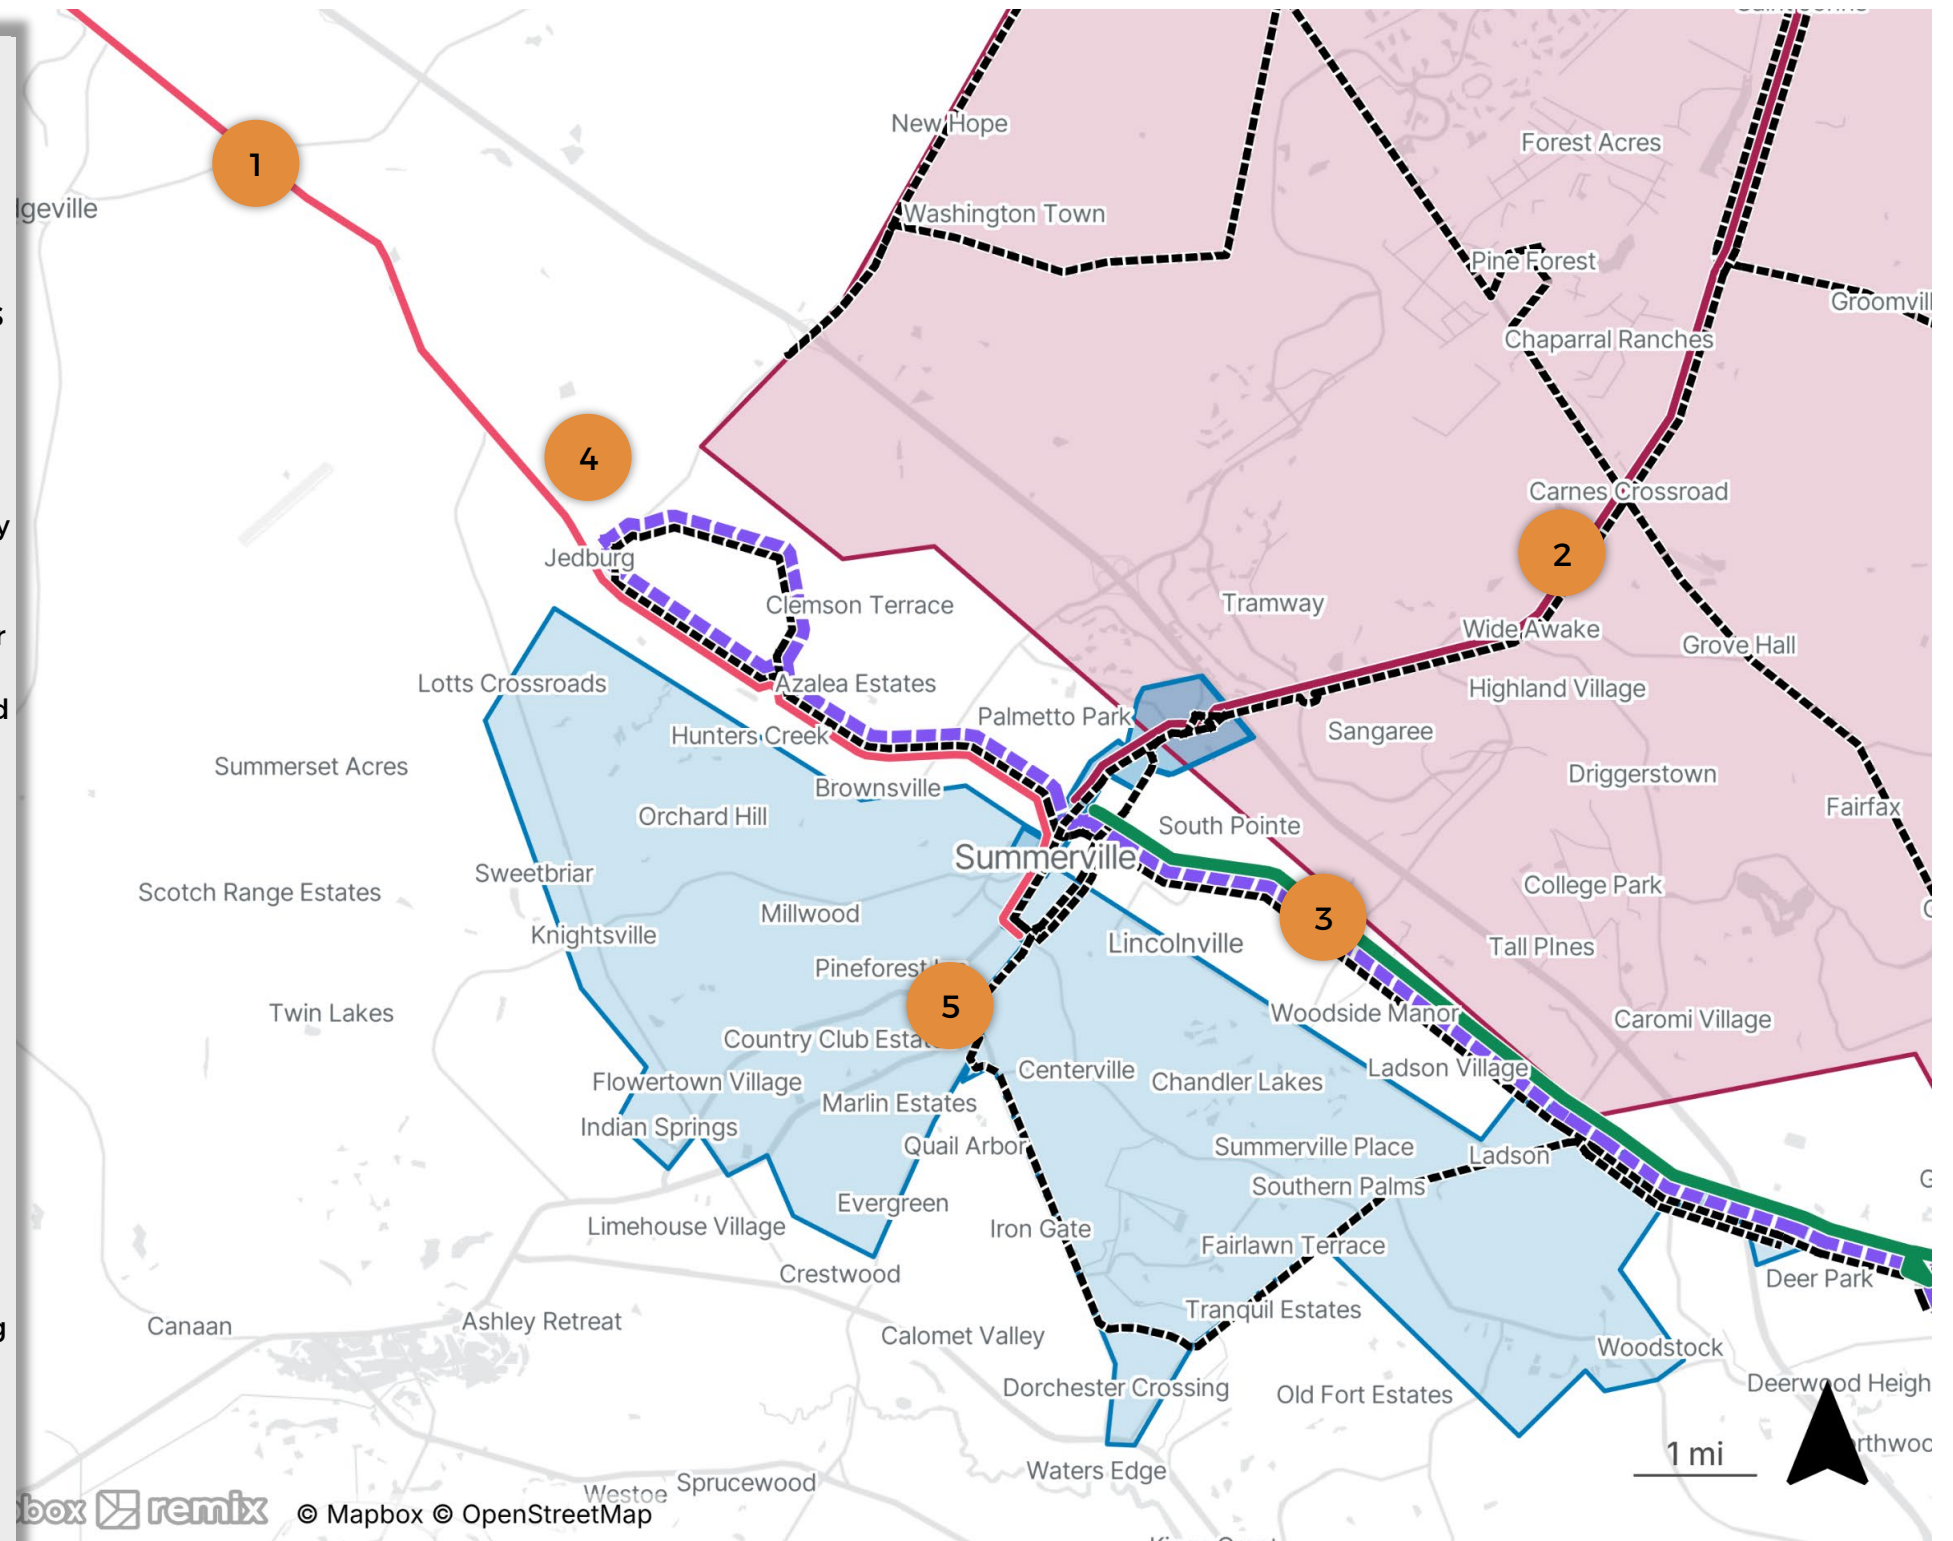 New Hope
Forest Acres
1
Washington Town
Pine Forest
Chaparral Ranches
4
Carnes Crossroad
2
Jedburg
Clemson Terrace
Tramway
Wide Awake
Grove Hall
Lotts Crossroads
Azalea Estates
Highland Village
Palmetto Park
Hunters Creek
Sangaree
Summerset Acres
Driggerstown
Brownsville
Orchard Hill
Fairfax
South Pointe
Summerville
Sweetbriar
College Park
Scotch Range Estates
Millwood
3
Knightsville
Lincolnville
Tall PInes
Pineforest
5
Twin Lakes
Woodside Manor
Caromi Village
Country Club
Ladson Village
Centerville
Flowertown Village
Chandler Lakes
Marlin Estates
Indian Springs
Quail Arbor
Summerville Place
Ladson
Southern Palms
Evergreen
Limehouse Village
Iron Gate
Fairlawn Terrace
Crestwood
Deer Park
Tranquil Estates
Canaan
Ashley Retreat
Calomet Valley
Woodstock
Dorchester Crossing
Old Fort Estates
Deerwood
1 mi
Waters Edge
Sprucewood
Westoe
remix
© Mapbox © OpenStreetMap